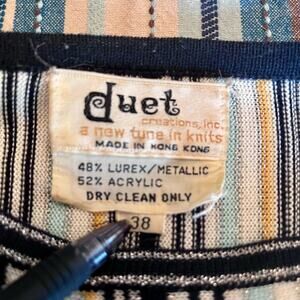 duet
creations, inc.
a new tune in knits
MADE IN HONG KONG
48% LUREX/METALLIC
52% ACRYLIC
DRY CLEAN ONLY
38